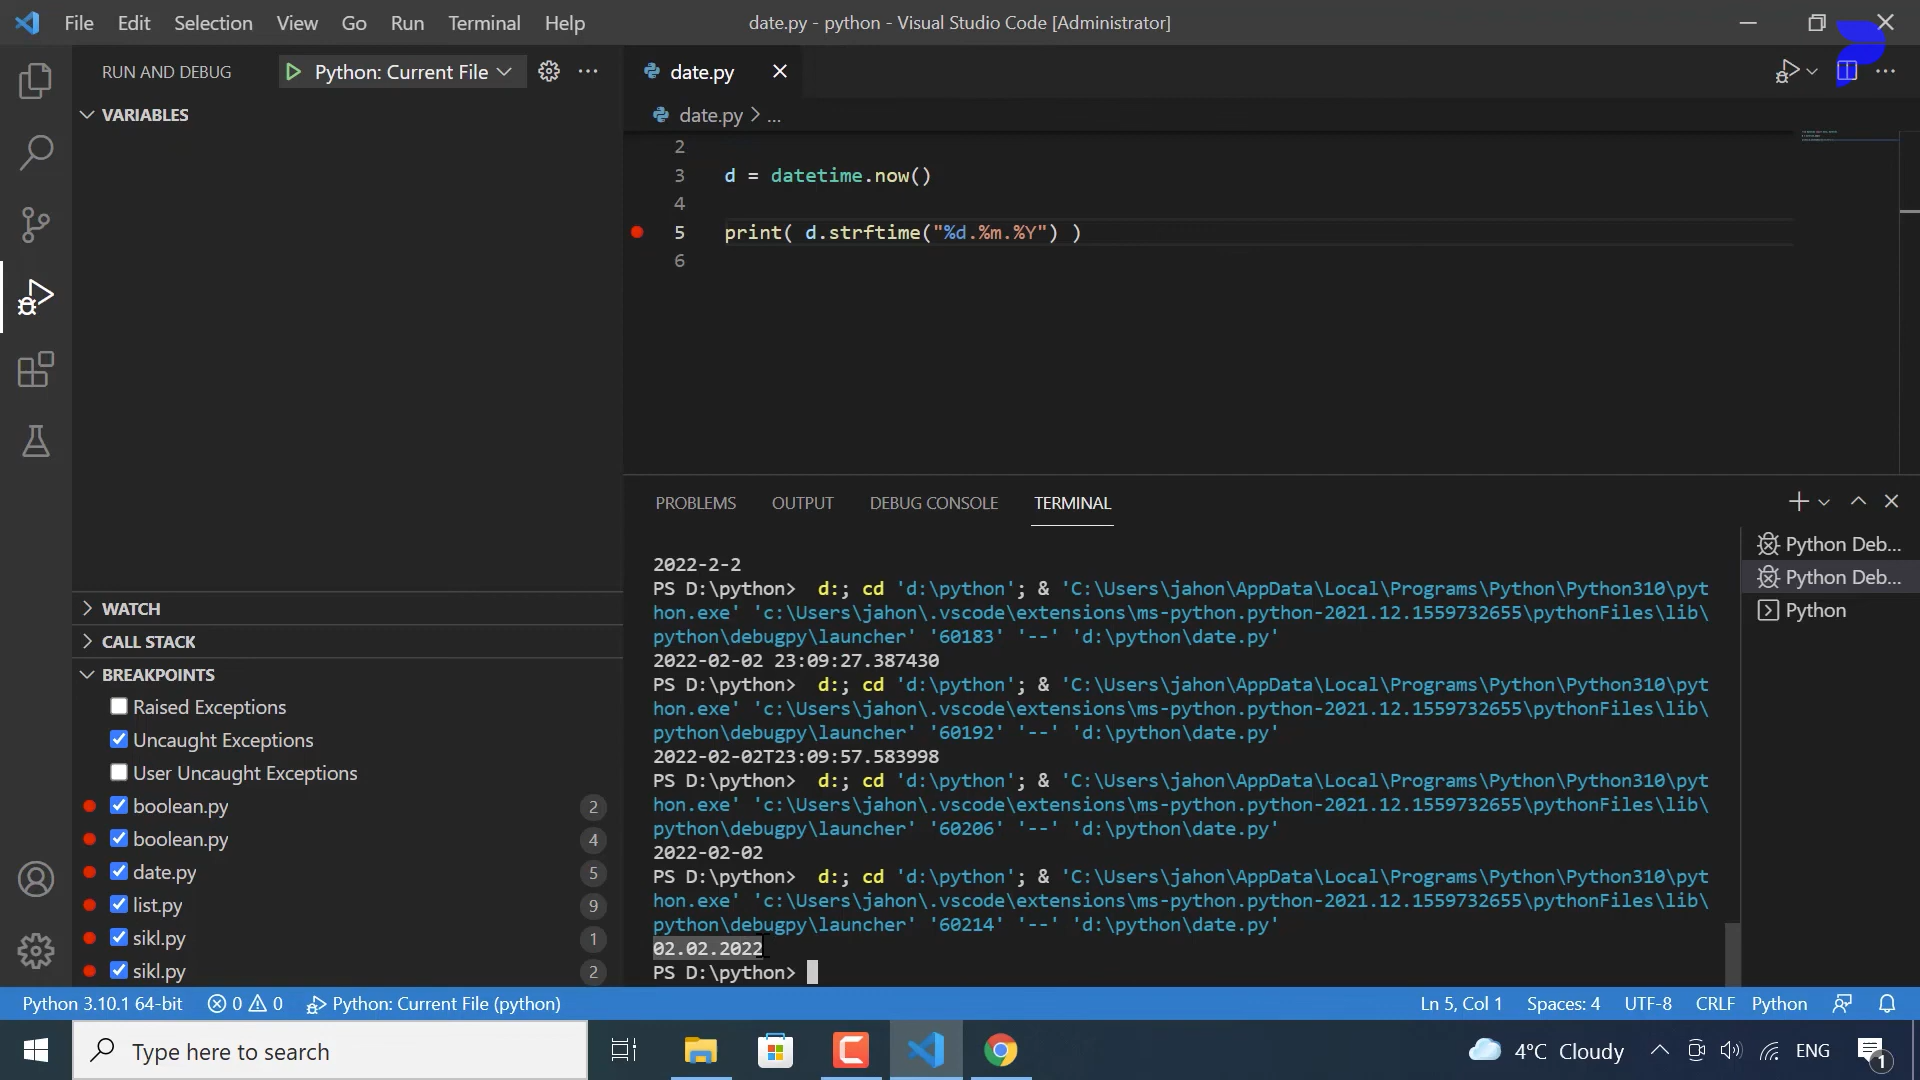 File Edit Selection View Go Run Terminal Help
date.py - python - Visual Studio Code [Administrator]
RUN AND DEBUG
Python: Current File
date.py
date.py > ...
VARIABLES
2
3 d = datetime.now()
4
5 print( d.strftime("%d.%m.%Y") )
6
PROBLEMS OUTPUT DEBUG CONSOLE TERMINAL
2022-2-2
PS D:\python>  d:; cd 'd:\python'; & 'C:\Users\jahon\AppData\Local\Programs\Python\Python310\pyt
hon.exe' 'c:\Users\jahon\.vscode\extensions\ms-python.python-2021.12.1559732655\pythonFiles\lib\
python\debugpy\launcher' '60183' '--' 'd:\python\date.py'
2022-02-02 23:09:27.387430
PS D:\python>  d:; cd 'd:\python'; & 'C:\Users\jahon\AppData\Local\Programs\Python\Python310\pyt
hon.exe' 'c:\Users\jahon\.vscode\extensions\ms-python.python-2021.12.1559732655\pythonFiles\lib\
python\debugpy\launcher' '60192' '--' 'd:\python\date.py'
2022-02-02T23:09:57.583998
PS D:\python>  d:; cd 'd:\python'; & 'C:\Users\jahon\AppData\Local\Programs\Python\Python310\pyt
hon.exe' 'c:\Users\jahon\.vscode\extensions\ms-python.python-2021.12.1559732655\pythonFiles\lib\
python\debugpy\launcher' '60206' '--' 'd:\python\date.py'
2022-02-02
PS D:\python>  d:; cd 'd:\python'; & 'C:\Users\jahon\AppData\Local\Programs\Python\Python310\pyt
hon.exe' 'c:\Users\jahon\.vscode\extensions\ms-python.python-2021.12.1559732655\pythonFiles\lib\
python\debugpy\launcher' '60214' '--' 'd:\python\date.py'
02.02.2022
PS D:\python>
Python Deb...
Python Deb...
Python
WATCH
CALL STACK
BREAKPOINTS
Raised Exceptions
Uncaught Exceptions
User Uncaught Exceptions
boolean.py 2
boolean.py 4
date.py 5
list.py 9
sikl.py 1
sikl.py 2
Python 3.10.1 64-bit 0 0 Python: Current File (python)
Ln 5, Col 1 Spaces: 4 UTF-8 CRLF Python
Type here to search
4°C Cloudy ENG 1